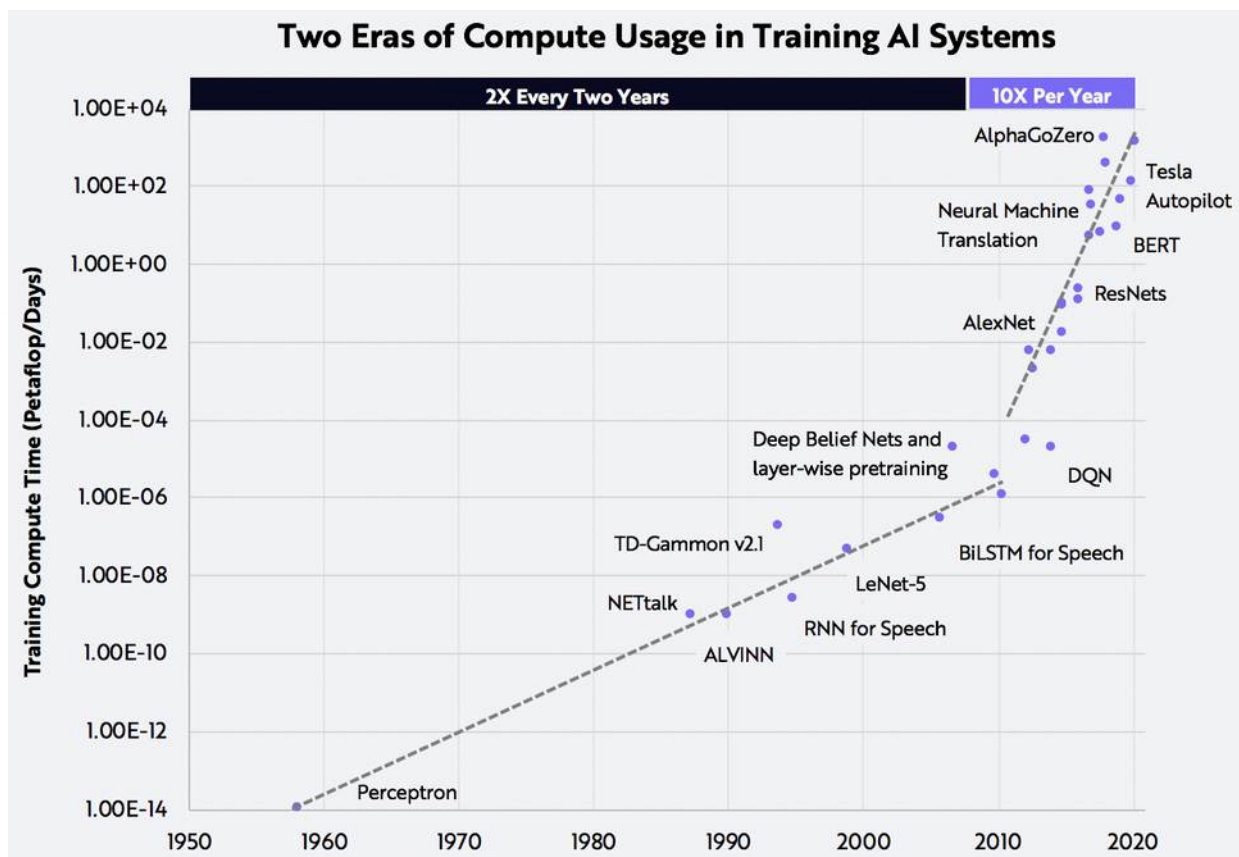 Two Eras of Compute Usage in Training AI Systems
2X Every Two Years
10X Per Year
Training Compute Time (Petaflop/Days)
1.00E+04
1.00E+02
1.00E+00
1.00E-02
1.00E-04
1.00E-06
1.00E-08
1.00E-10
1.00E-12
1.00E-14
AlphaGoZero
Tesla
Autopilot
Neural Machine
Translation
BERT
ResNets
AlexNet
Deep Belief Nets and
layer-wise pretraining
DQN
TD-Gammon v2.1
BiLSTM for Speech
LeNet-5
NETtalk
RNN for Speech
ALVINN
Perceptron
1950
1960
1970
1980
1990
2000
2010
2020